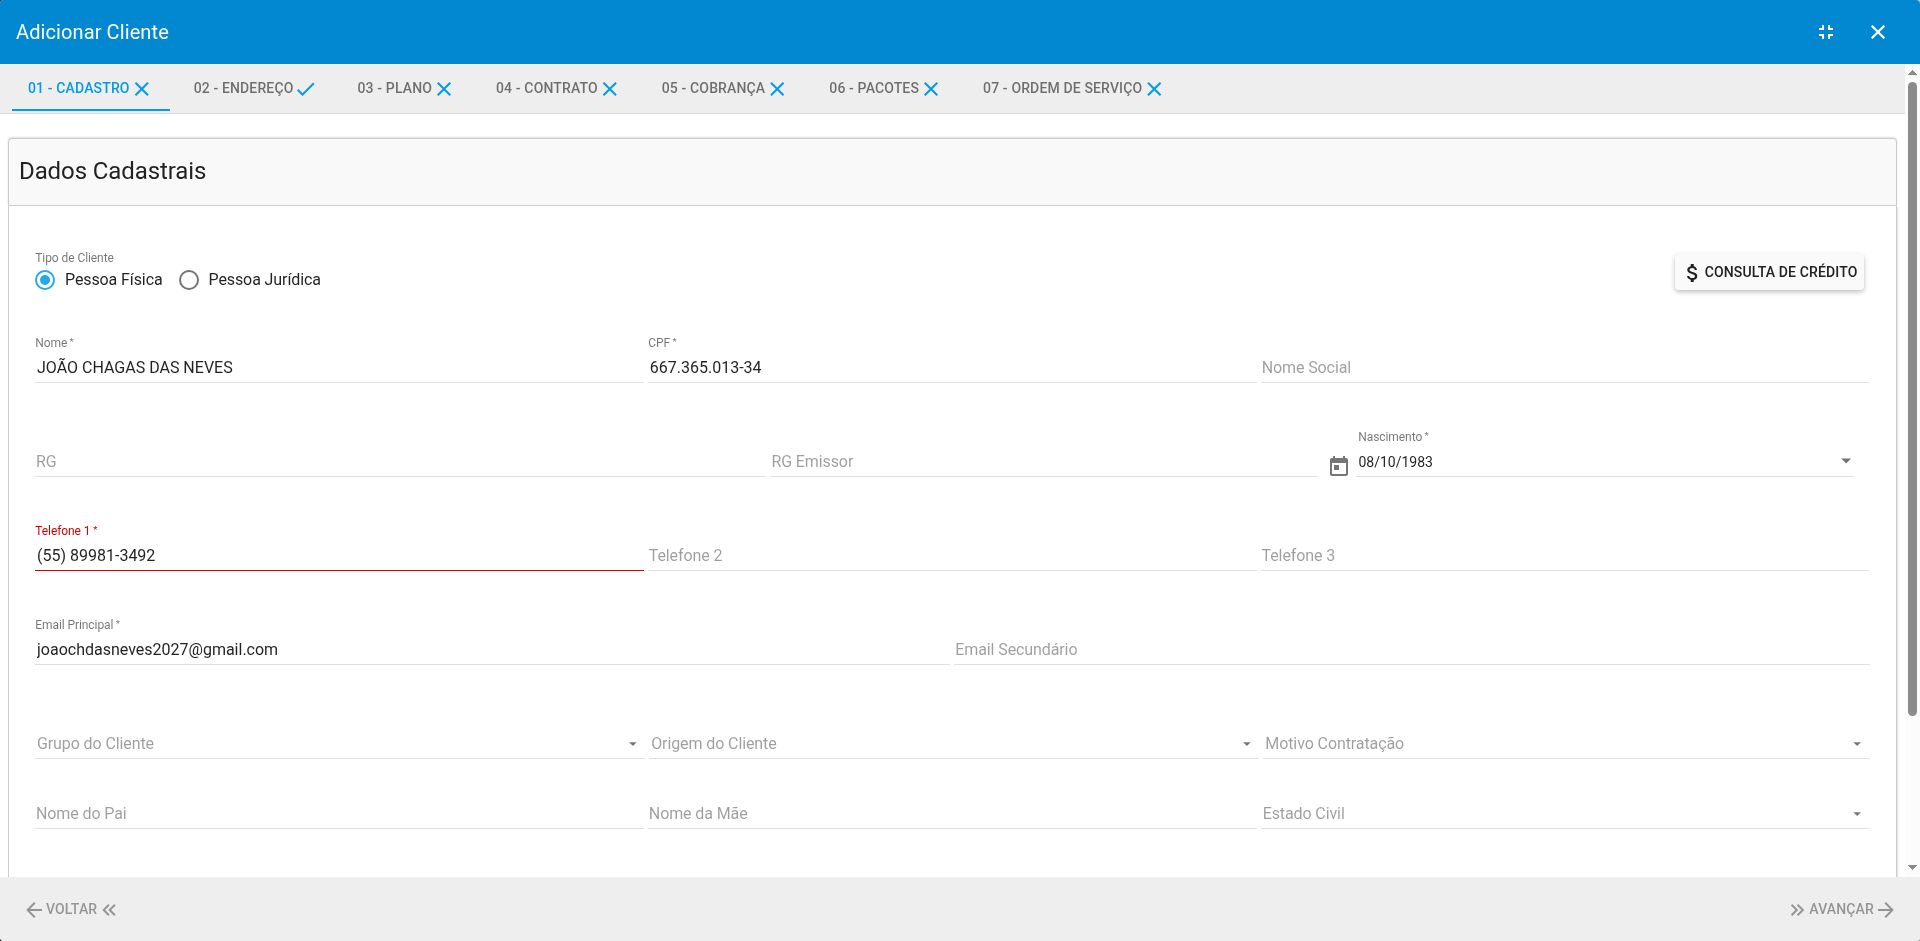 Adicionar Cliente
01 - CADASTRO 02 - ENDEREÇO 03 - PLANO 04 - CONTRATO 05 - COBRANÇA 06 - PACOTES 07 - ORDEM DE SERVIÇO
Dados Cadastrais
Tipo de Cliente
Pessoa Física Pessoa Jurídica
$ CONSULTA DE CRÉDITO
Nome * CPF *
JOÃO CHAGAS DAS NEVES 667.365.013-34 Nome Social
Nascimento *
RG RG Emissor 08/10/1983
Telefone 1 *
(55) 89981-3492 Telefone 2 Telefone 3
Email Principal *
joaochdasneves2027@gmail.com Email Secundário
Grupo do Cliente Origem do Cliente Motivo Contratação
Nome do Pai Nome da Mãe Estado Civil
VOLTAR AVANÇAR